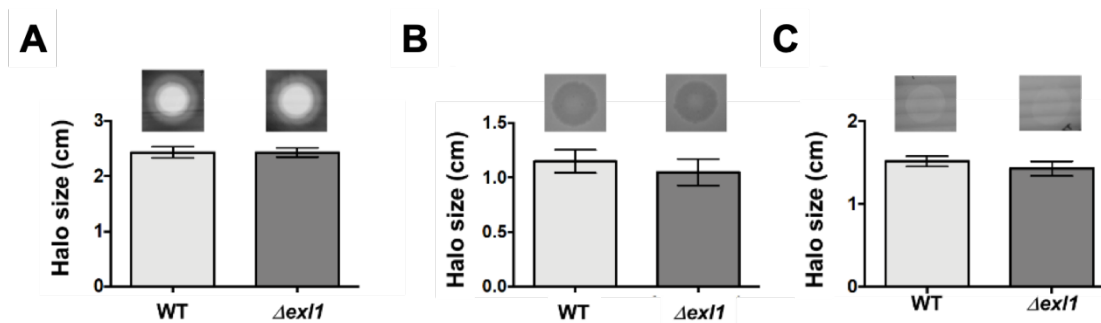 A
Halo size (cm)
3
2
1
0
WT
Δexl1
B
Halo size (cm)
1.5
1.0
0.5
0.0
WT
Δexl1
C
Halo size (cm)
2
1
0
WT
Δexl1